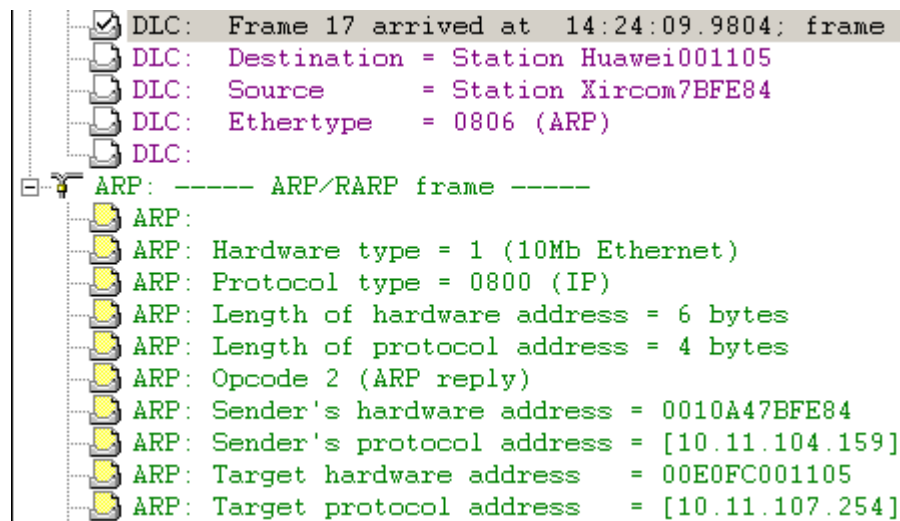 DLC: Frame 17 arrived at 14:24:09.9804; frame
DLC: Destination = Station Huawei001105
DLC: Source = Station Xircom7BFE84
DLC: Ethertype = 0806 (ARP)
DLC:
ARP: ----- ARP/RARP frame -----
ARP:
ARP: Hardware type = 1 (10Mb Ethernet)
ARP: Protocol type = 0800 (IP)
ARP: Length of hardware address = 6 bytes
ARP: Length of protocol address = 4 bytes
ARP: Opcode 2 (ARP reply)
ARP: Sender's hardware address = 0010A47BFE84
ARP: Sender's protocol address = [10.11.104.159]
ARP: Target hardware address = 00E0FC001105
ARP: Target protocol address = [10.11.107.254]